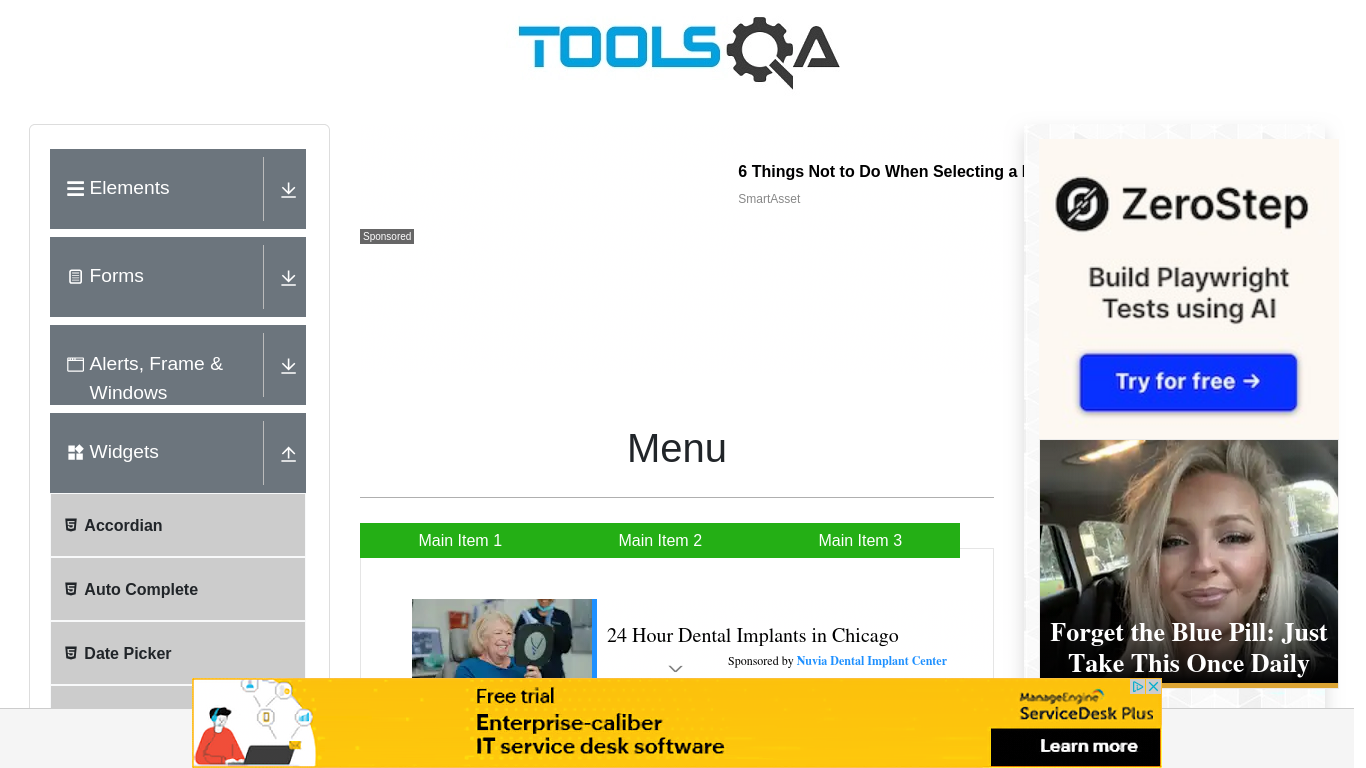 TOOLSQA
Elements
Forms
Alerts, Frame &
Windows
Widgets
Accordian
Auto Complete
Date Picker
6 Things Not to Do When Selecting a
SmartAsset
Sponsored
Menu
Main Item 1
Main Item 2
Main Item 3
24 Hour Dental Implants in Chicago
Sponsored by Nuvia Dental Implant Center
ZeroStep
Build Playwright
Tests using AI
Try for free →
Forget the Blue Pill: Just
Take This Once Daily
Free trial
Enterprise-caliber
IT service desk software
ManageEngine
ServiceDesk Plus
Learn more